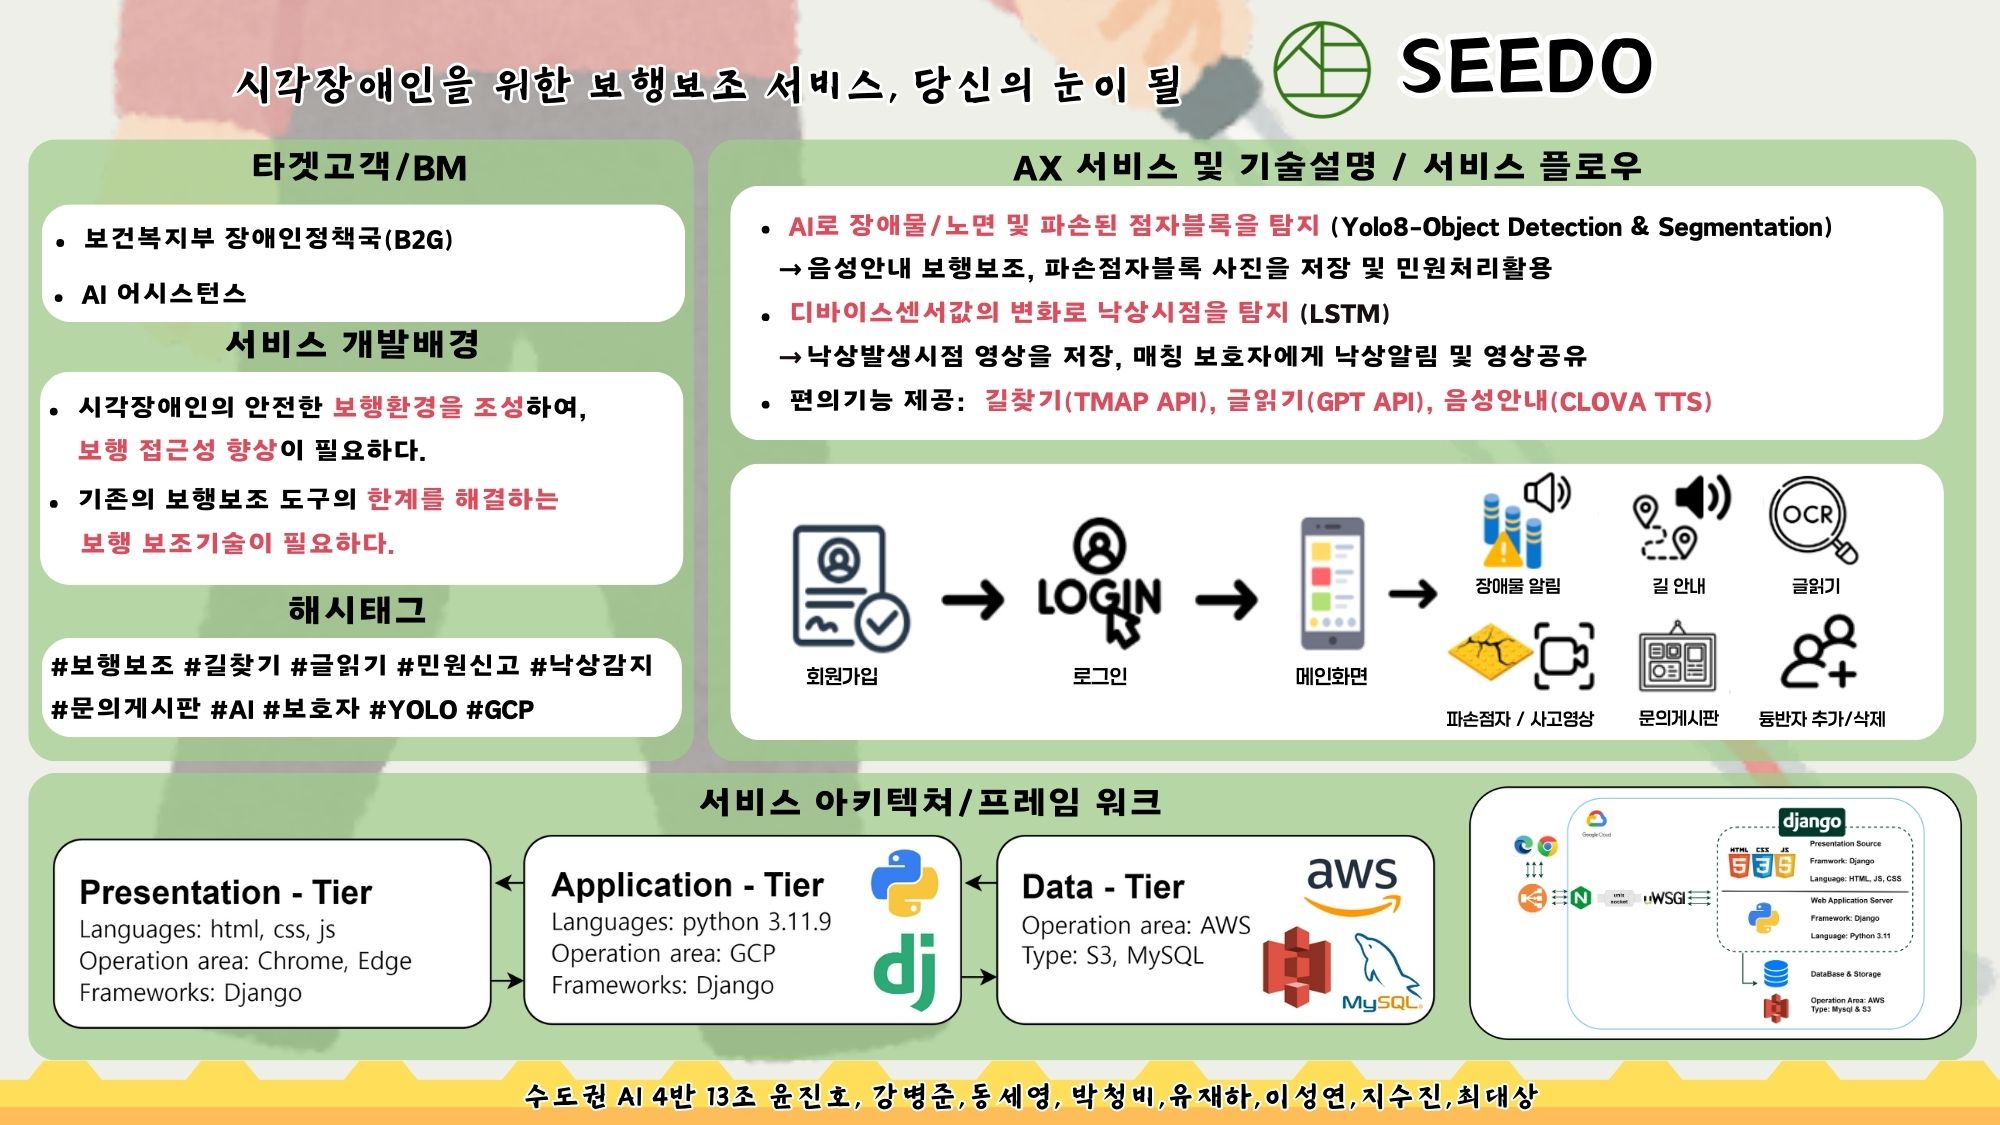 시각장애인을 위한 보행보조 서비스, 당신의 눈이 될
SEEDO
타겟고객/BM
• 보건복지부 장애인정책국(B2G)
• AI 어시스턴스
서비스 개발배경
• 시각장애인의 안전한 보행환경을 조성하여,
보행 접근성 향상이 필요하다.
• 기존의 보행보조 도구의 한계를 해결하는
보행 보조기술이 필요하다.
해시태그
#보행보조 #길찾기 #글읽기 #민원신고 #낙상감지
#문의게시판 #AI #보호자 #YOLO #GCP
AX 서비스 및 기술설명 / 서비스 플로우
• AI로 장애물/노면 및 파손된 점자블록을 탐지 (Yolo8-Object Detection & Segmentation)
→음성안내 보행보조, 파손점자블록 사진을 저장 및 민원처리활용
• 디바이스센서값의 변화로 낙상시점을 탐지 (LSTM)
→낙상발생시점 영상을 저장, 매칭 보호자에게 낙상알림 및 영상공유
• 편의기능 제공: 길찾기(TMAP API), 글읽기(GPT API), 음성안내(CLOVA TTS)
회원가입
LOGIN
로그인
메인화면
장애물 알림
길 안내
OCR
글읽기
파손점자 / 사고영상
문의게시판
듕반자 추가/삭제
서비스 아키텍쳐/프레임 워크
Presentation - Tier
Languages: html, css, js
Operation area: Chrome, Edge
Frameworks: Django
Application - Tier
Languages: python 3.11.9
Operation area: GCP
Frameworks: Django
dj
Data - Tier
Operation area: AWS
Type: S3, MySQL
aws
MySQL
Google Cloud
django
HTML CSS JS
Presentation Source
Framwork: Django
Language: HTML, JS, CSS
unix
socket
uWSGI
Web Application Server
Framework: Django
Language: Python 3.11
DataBase & Storage
Operation Area: AWS
Type: Mysql & S3
수도권 AI 4반 13조 윤진호, 강병준,동세영, 박청비,유재하,이성연,지수진,최대상